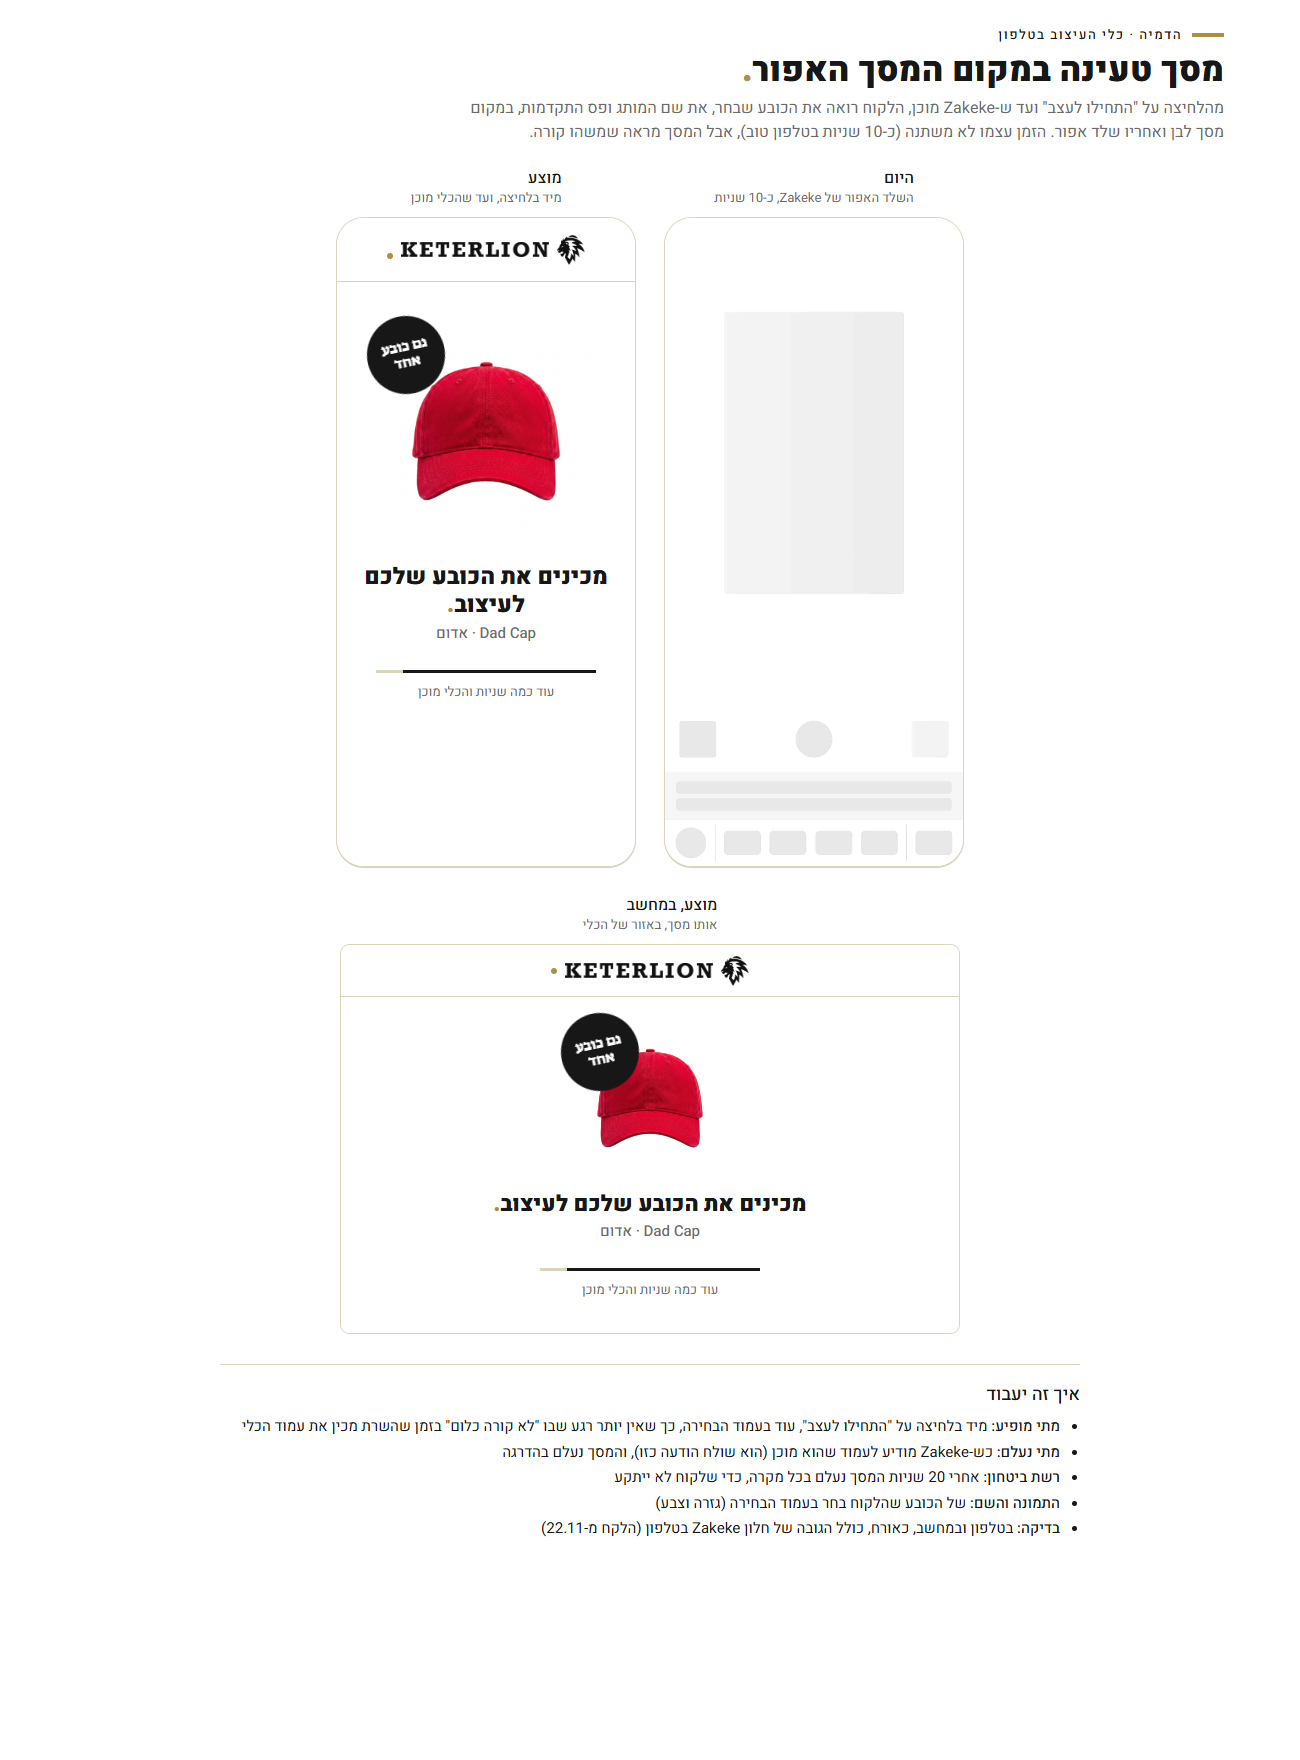 הדמיה · כלי העיצוב בטלפון
מסך טעינה במקום המסך האפור.
מהלחיצה על "התחילו לעצב" ועד ש-Zakeke מוכן, הלקוח רואה את הכובע שבחר, את שם המותג ופס התקדמות, במקום
מסך לבן ואחריו שלד אפור. הזמן עצמו לא משתנה (כ-10 שניות בטלפון טוב), אבל המסך מראה שמשהו קורה.
היום
השלד האפור של Zakeke, כ-10 שניות
מוצע
מיד בלחיצה, ועד שהכלי מוכן
KETERLION
גם כובע
אחד
מכינים את הכובע שלכם
לעיצוב.
Dad Cap · אדום
עוד כמה שניות והכלי מוכן
מוצע, במחשב
אותו מסך, באזור של הכלי
KETERLION
גם כובע
אחד
מכינים את הכובע שלכם לעיצוב.
Dad Cap · אדום
עוד כמה שניות והכלי מוכן
איך זה יעבוד
• מתי מופיע: מיד בלחיצה על "התחילו לעצב", עוד בעמוד הבחירה, כך שאין יותר רגע שבו "לא קורה כלום" בזמן שהשרת מכין את עמוד הכלי
• מתי נעלם: כש-Zakeke מודיע לעמוד שהוא מוכן (הוא שולח הודעה כזו), והמסך נעלם בהדרגה
• רשת ביטחון: אחרי 20 שניות המסך נעלם בכל מקרה, כדי שלקוח לא ייתקע
• התמונה והשם: של הכובע שהלקוח בחר בעמוד הבחירה (גזרה וצבע)
• בדיקה: בטלפון ובמחשב, כאורח, כולל הגובה של חלון Zakeke בטלפון (הלקח מ-22.11)